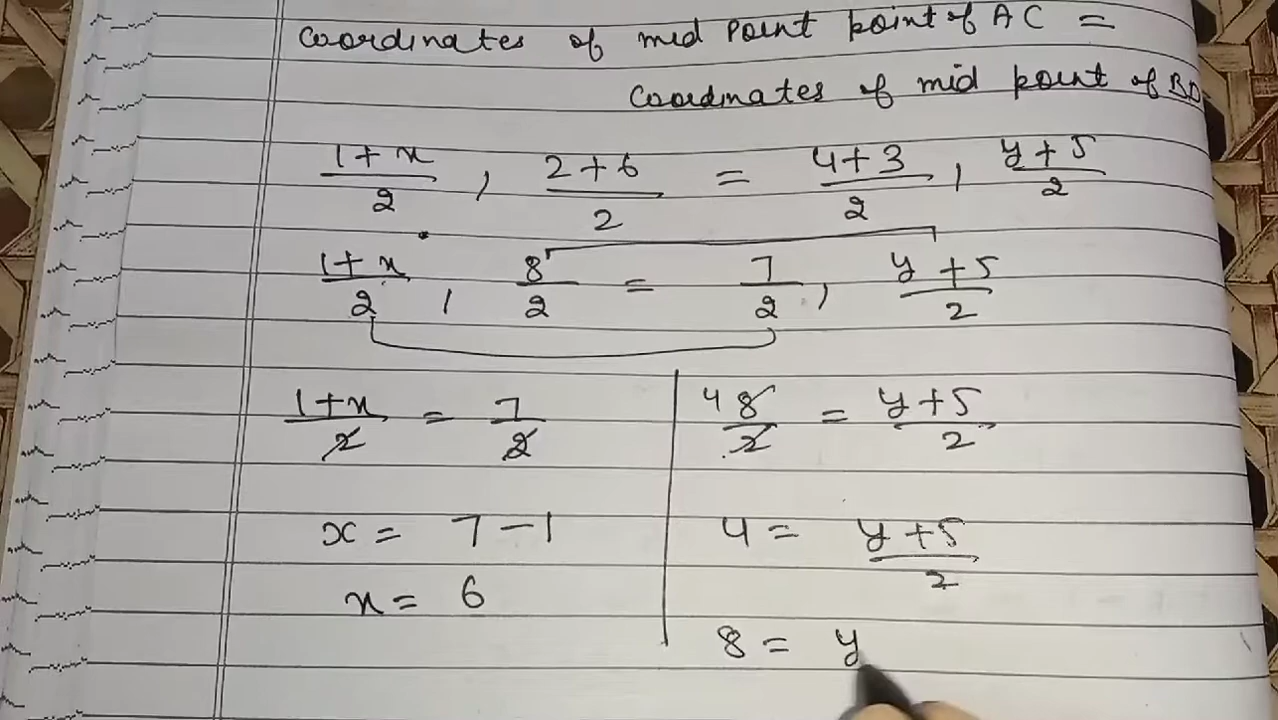 Coordinates of mid point point of AC =
Coordinates of mid point of BD
1+x/2 , 2+6/2 = 4+3/2 , y+5/2
1+x/2 , 8/2 = 7/2 , y+5/2
1+x/2 = 7/2
x = 7-1
x = 6
4 8/2 = y+5/2
4 = y+5/2
8 = y